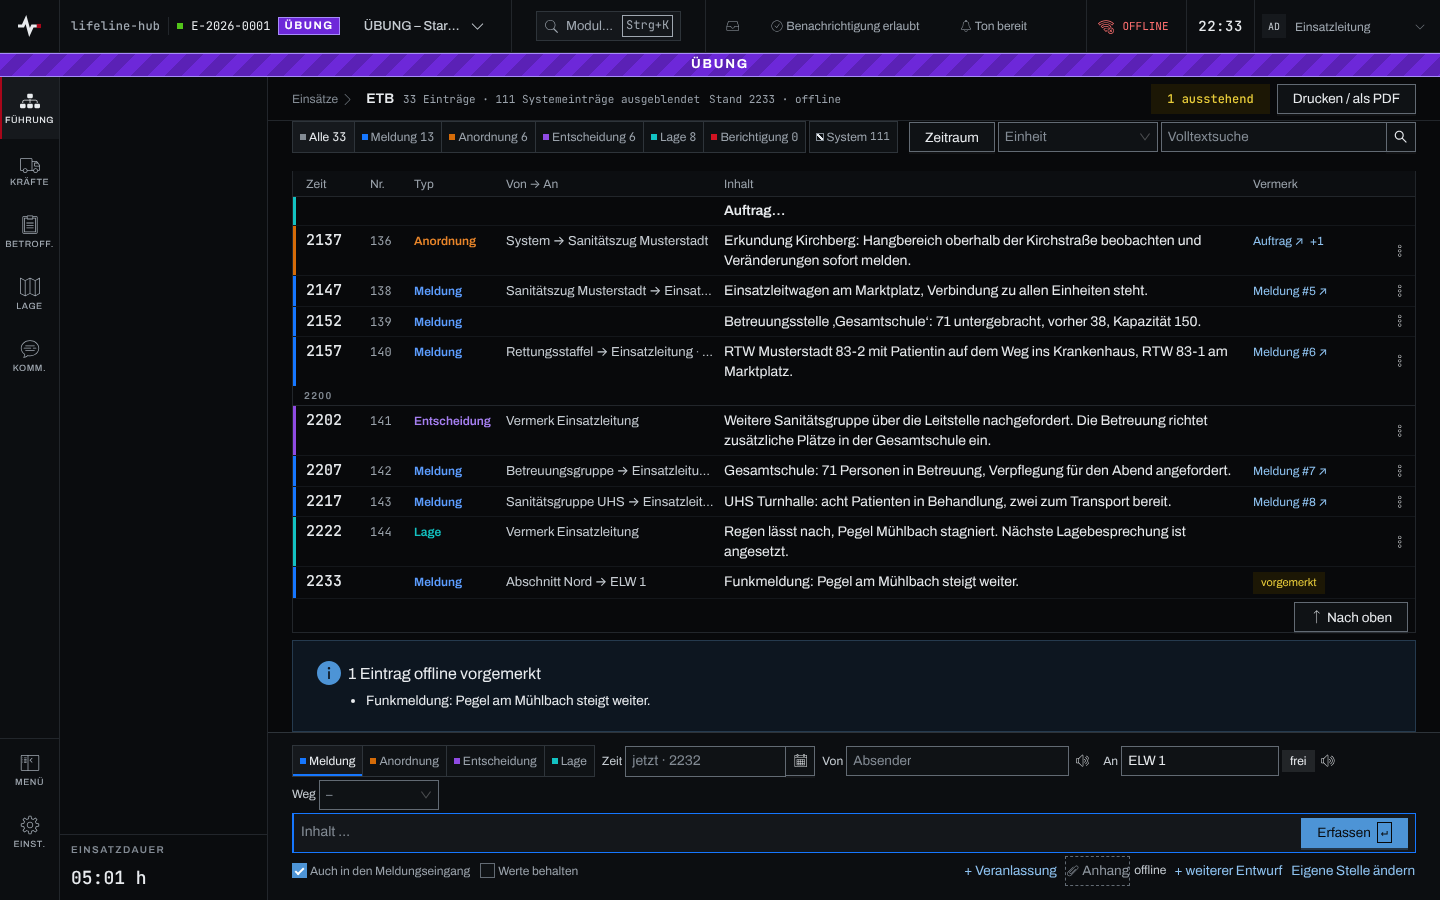 lifeline-hub E-2026-0001 ÜBUNG ÜBUNG – Star... Modul... Strg+K Benachrichtigung erlaubt Ton bereit OFFLINE 22:33 AD Einsatzleitung
ÜBUNG
FÜHRUNG
KRÄFTE
BETROFF.
LAGE
KOMM.
MENÜ
EINST.
EINSATZDAUER
05:01 h
Einsätze ETB 33 Einträge · 111 Systemeinträge ausgeblendet Stand 2233 · offline 1 ausstehend Drucken / als PDF
Alle 33 Meldung 13 Anordnung 6 Entscheidung 6 Lage 8 Berichtigung 0 System 111 Zeitraum Einheit Volltextsuche
Zeit Nr. Typ Von → An Inhalt Vermerk
Auftrag...
2137 136 Anordnung System → Sanitätszug Musterstadt Erkundung Kirchberg: Hangbereich oberhalb der Kirchstraße beobachten und Auftrag ↗ +1
Veränderungen sofort melden.
2147 138 Meldung Sanitätszug Musterstadt → Einsat... Einsatzleitwagen am Marktplatz, Verbindung zu allen Einheiten steht. Meldung #5 ↗
2152 139 Meldung Betreuungsstelle ‚Gesamtschule‘: 71 untergebracht, vorher 38, Kapazität 150.
2157 140 Meldung Rettungsstaffel → Einsatzleitung · ... RTW Musterstadt 83-2 mit Patientin auf dem Weg ins Krankenhaus, RTW 83-1 am Meldung #6 ↗
Marktplatz.
2200
2202 141 Entscheidung Vermerk Einsatzleitung Weitere Sanitätsgruppe über die Leitstelle nachgefordert. Die Betreuung richtet
zusätzliche Plätze in der Gesamtschule ein.
2207 142 Meldung Betreuungsgruppe → Einsatzleitu... Gesamtschule: 71 Personen in Betreuung, Verpflegung für den Abend angefordert. Meldung #7 ↗
2217 143 Meldung Sanitätsgruppe UHS → Einsatzleit... UHS Turnhalle: acht Patienten in Behandlung, zwei zum Transport bereit. Meldung #8 ↗
2222 144 Lage Vermerk Einsatzleitung Regen lässt nach, Pegel Mühlbach stagniert. Nächste Lagebesprechung ist
angesetzt.
2233 Meldung Abschnitt Nord → ELW 1 Funkmeldung: Pegel am Mühlbach steigt weiter. vorgemerkt
↑ Nach oben
1 Eintrag offline vorgemerkt
• Funkmeldung: Pegel am Mühlbach steigt weiter.
Meldung Anordnung Entscheidung Lage Zeit jetzt · 2232 Von Absender An ELW 1 frei
Weg –
Inhalt ... Erfassen ↵
Auch in den Meldungseingang Werte behalten + Veranlassung Anhang offline + weiterer Entwurf Eigene Stelle ändern